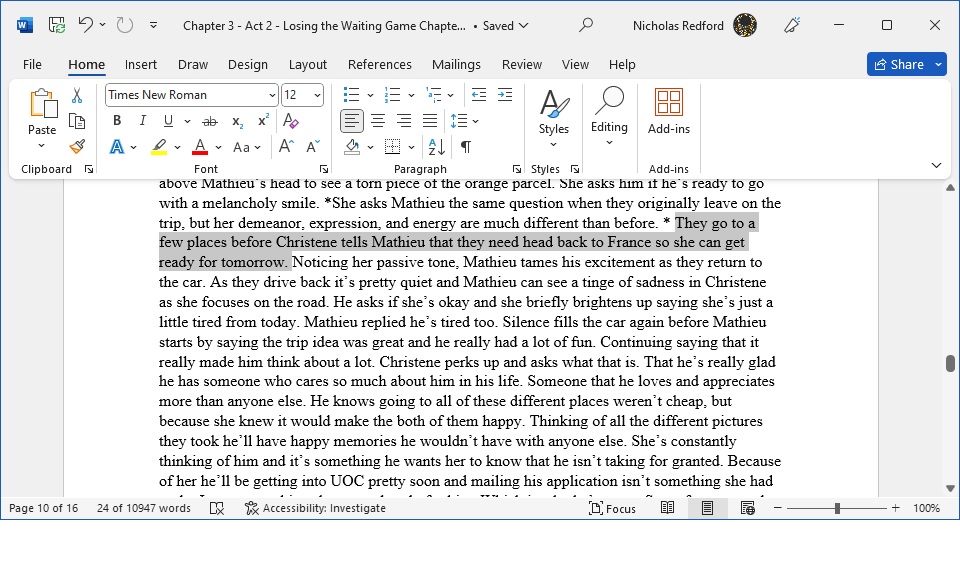 Chapter 3 - Act 2 - Losing the Waiting Game Chapte... • Saved
Nicholas Redford
File Home Insert Draw Design Layout References Mailings Review View Help Share
Paste
Clipboard
Times New Roman 12
B I U ab x₂ x² A
A A Aa A A
Font
A Z ¶
Paragraph
Styles
Styles
Editing
Add-ins
Add-ins
above Mathieu's head to see a torn piece of the orange parcel. She asks him if he's ready to go
with a melancholy smile. *She asks Mathieu the same question when they originally leave on the
trip, but her demeanor, expression, and energy are much different than before. * They go to a
few places before Christene tells Mathieu that they need head back to France so she can get
ready for tomorrow. Noticing her passive tone, Mathieu tames his excitement as they return to
the car. As they drive back it's pretty quiet and Mathieu can see a tinge of sadness in Christene
as she focuses on the road. He asks if she's okay and she briefly brightens up saying she's just a
little tired from today. Mathieu replied he's tired too. Silence fills the car again before Mathieu
starts by saying the trip idea was great and he really had a lot of fun. Continuing saying that it
really made him think about a lot. Christene perks up and asks what that is. That he's really glad
he has someone who cares so much about him in his life. Someone that he loves and appreciates
more than anyone else. He knows going to all of these different places weren't cheap, but
because she knew it would make the both of them happy. Thinking of all the different pictures
they took he'll have happy memories he wouldn't have with anyone else. She's constantly
thinking of him and it's something he wants her to know that he isn't taking for granted. Because
of her he'll be getting into UOC pretty soon and mailing his application isn't something she had
Page 10 of 16 24 of 10947 words Accessibility: Investigate Focus 100%